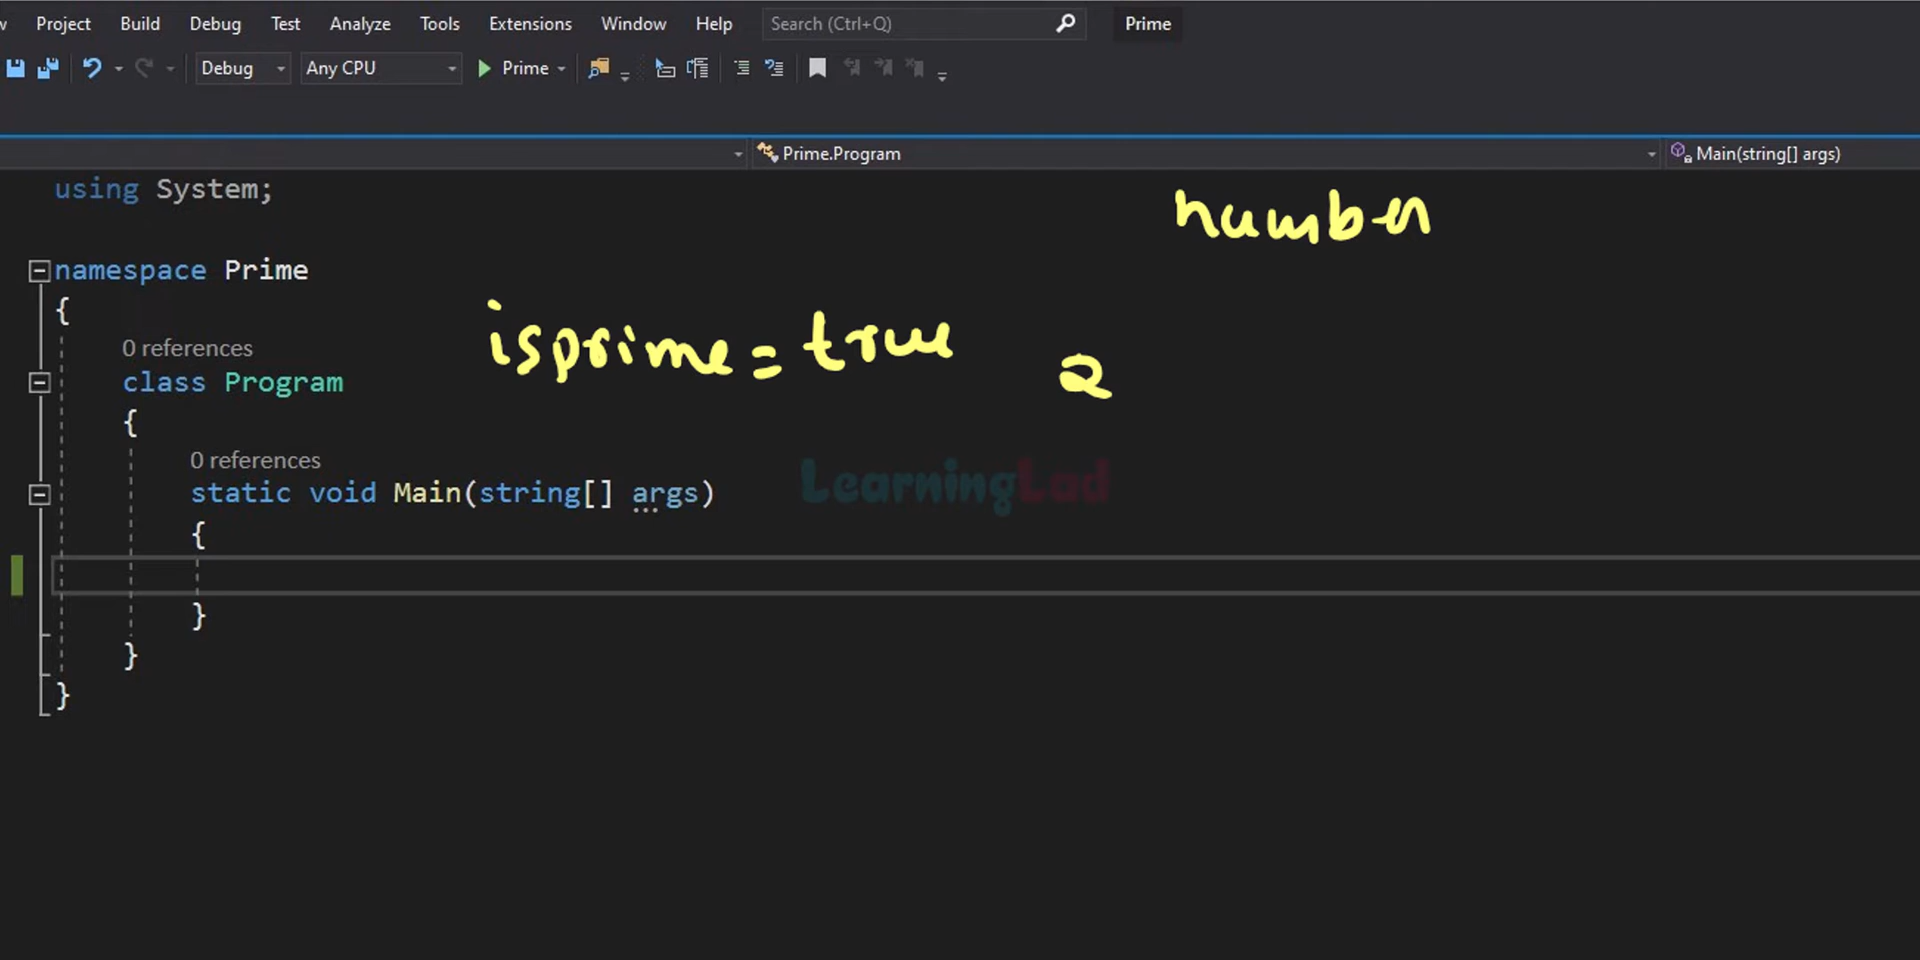 Project Build Debug Test Analyze Tools Extensions Window Help Search (Ctrl+Q) Prime
Debug Any CPU Prime
Prime.Program Main(string[] args)
using System;
number
namespace Prime
{
isprime = true 2
0 references
class Program
{
0 references
static void Main(string[] args)
LearningLad
{
}
}
}